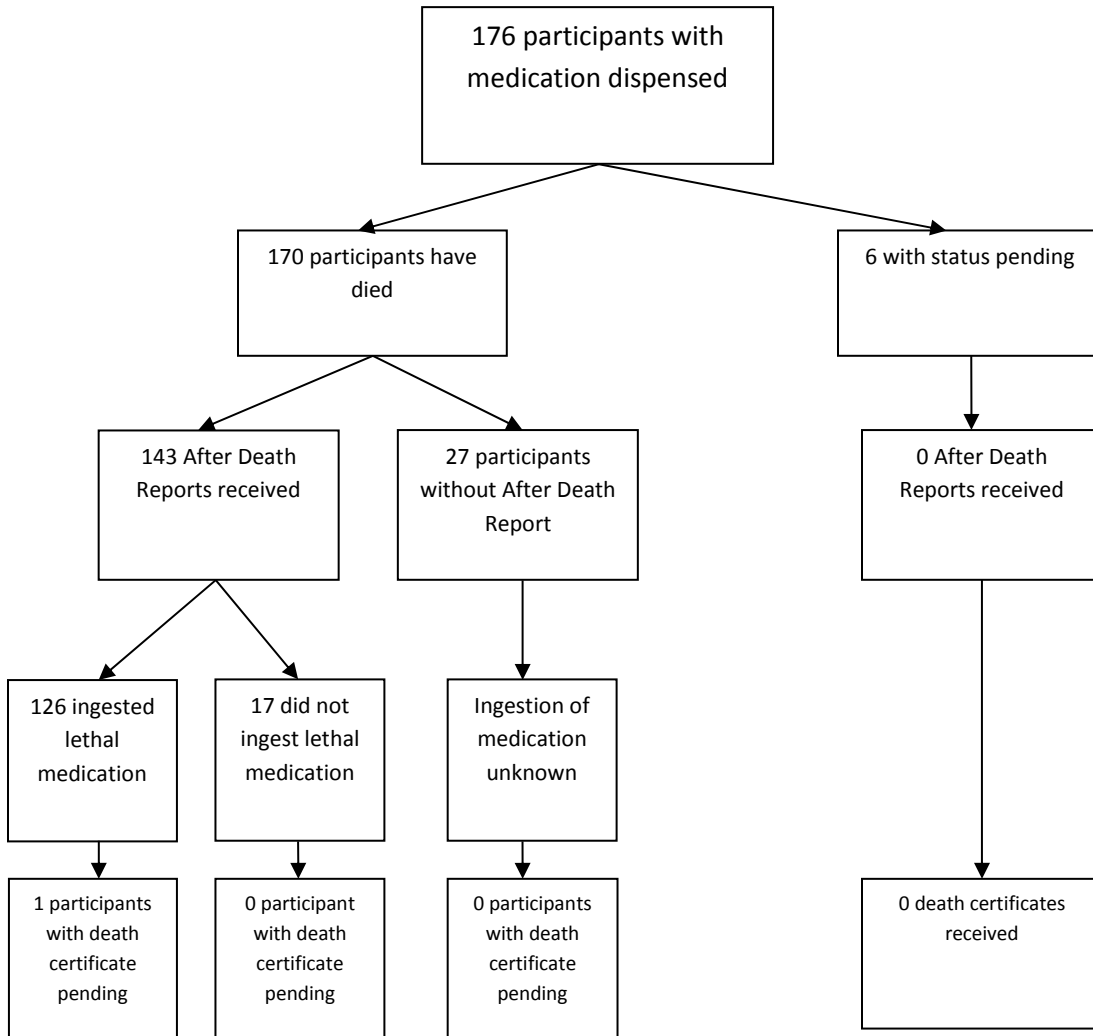 176 participants with
medication dispensed
170 participants have
died
6 with status pending
143 After Death
Reports received
27 participants
without After Death
Report
0 After Death
Reports received
126 ingested
lethal
medication
17 did not
ingest lethal
medication
Ingestion of
medication
unknown
1 participants
with death
certificate
pending
0 participant
with death
certificate
pending
0 participants
with death
certificate
pending
0 death certificates
received